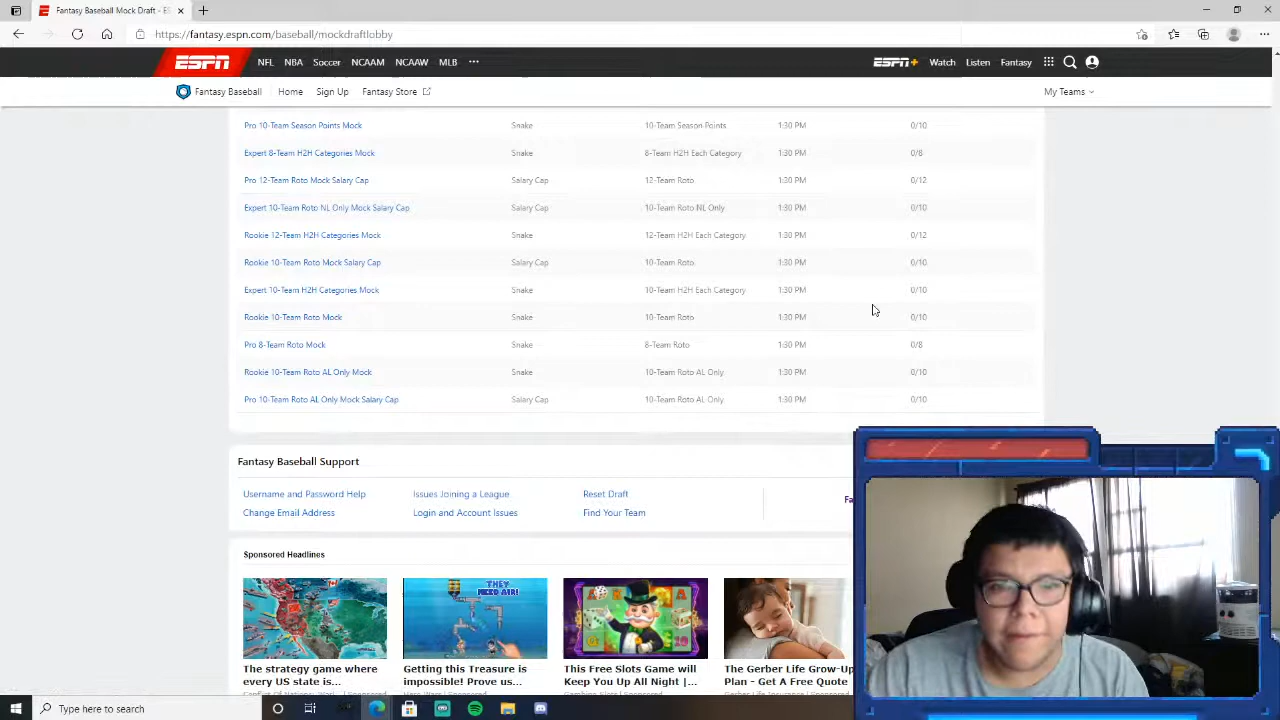 Fantasy Baseball Mock Draft - ES
https://fantasy.espn.com/baseball/mockdraftlobby
ESPN NFL NBA Soccer NCAAM NCAAW MLB ESPN+ Watch Listen Fantasy
Fantasy Baseball Home Sign Up Fantasy Store My Teams
Pro 10-Team Season Points Mock Snake 10-Team Season Points 1:30 PM 0/10
Expert 8-Team H2H Categories Mock Snake 8-Team H2H Each Category 1:30 PM 0/8
Pro 12-Team Roto Mock Salary Cap Salary Cap 12-Team Roto 1:30 PM 0/12
Expert 10-Team Roto NL Only Mock Salary Cap Salary Cap 10-Team Roto NL Only 1:30 PM 0/10
Rookie 12-Team H2H Categories Mock Snake 12-Team H2H Each Category 1:30 PM 0/12
Rookie 10-Team Roto Mock Salary Cap Salary Cap 10-Team Roto 1:30 PM 0/10
Expert 10-Team H2H Categories Mock Snake 10-Team H2H Each Category 1:30 PM 0/10
Rookie 10-Team Roto Mock Snake 10-Team Roto 1:30 PM 0/10
Pro 8-Team Roto Mock Snake 8-Team Roto 1:30 PM 0/8
Rookie 10-Team Roto AL Only Mock Snake 10-Team Roto AL Only 1:30 PM 0/10
Pro 10-Team Roto AL Only Mock Salary Cap Salary Cap 10-Team Roto AL Only 1:30 PM 0/10
Fantasy Baseball Support
Username and Password Help Issues Joining a League Reset Draft
Fa
Change Email Address Login and Account Issues Find Your Team
Sponsored Headlines
THEY
NEED AIR!
The strategy game where Getting this Treasure is This Free Slots Game will The Gerber Life Grow-Up
every US state is... impossible! Prove us... Keep You Up All Night |... Plan - Get A Free Quote
Type here to search